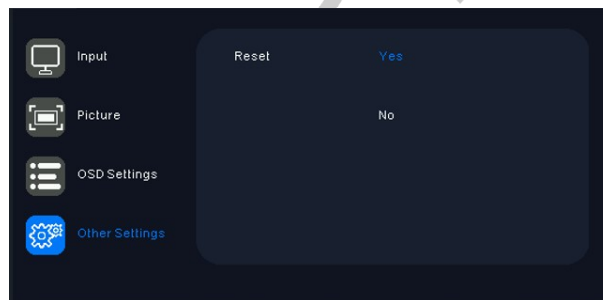 Input
Reset Yes
Picture
No
OSD Settings
Other Settings